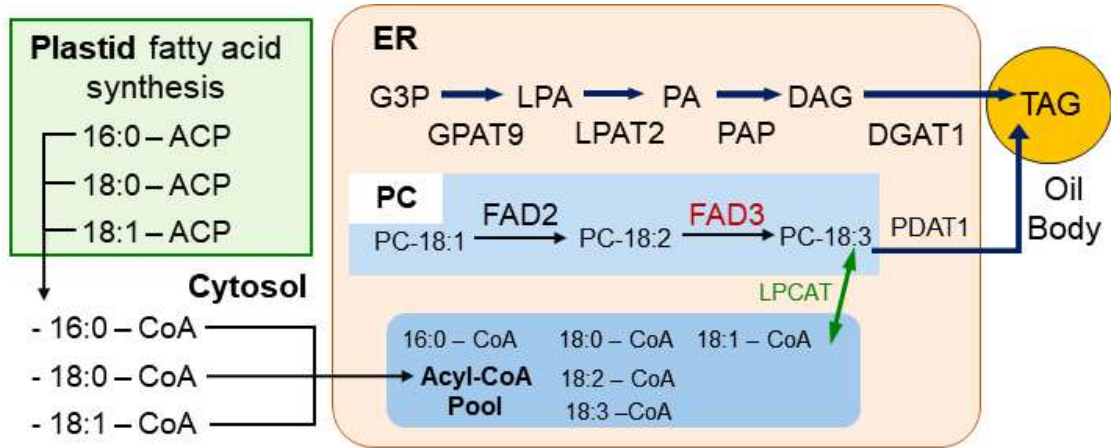 Plastid fatty acid
synthesis
16:0 – ACP
18:0 – ACP
18:1 – ACP
Cytosol
- 16:0 – CoA
- 18:0 – CoA
- 18:1 – CoA
ER
G3P LPA PA DAG TAG
GPAT9 LPAT2 PAP DGAT1
Oil
Body
PC
FAD2 FAD3
PC-18:1 PC-18:2 PC-18:3 PDAT1
LPCAT
16:0 – CoA 18:0 – CoA 18:1 – CoA
Acyl-CoA 18:2 – CoA
Pool
18:3 –CoA